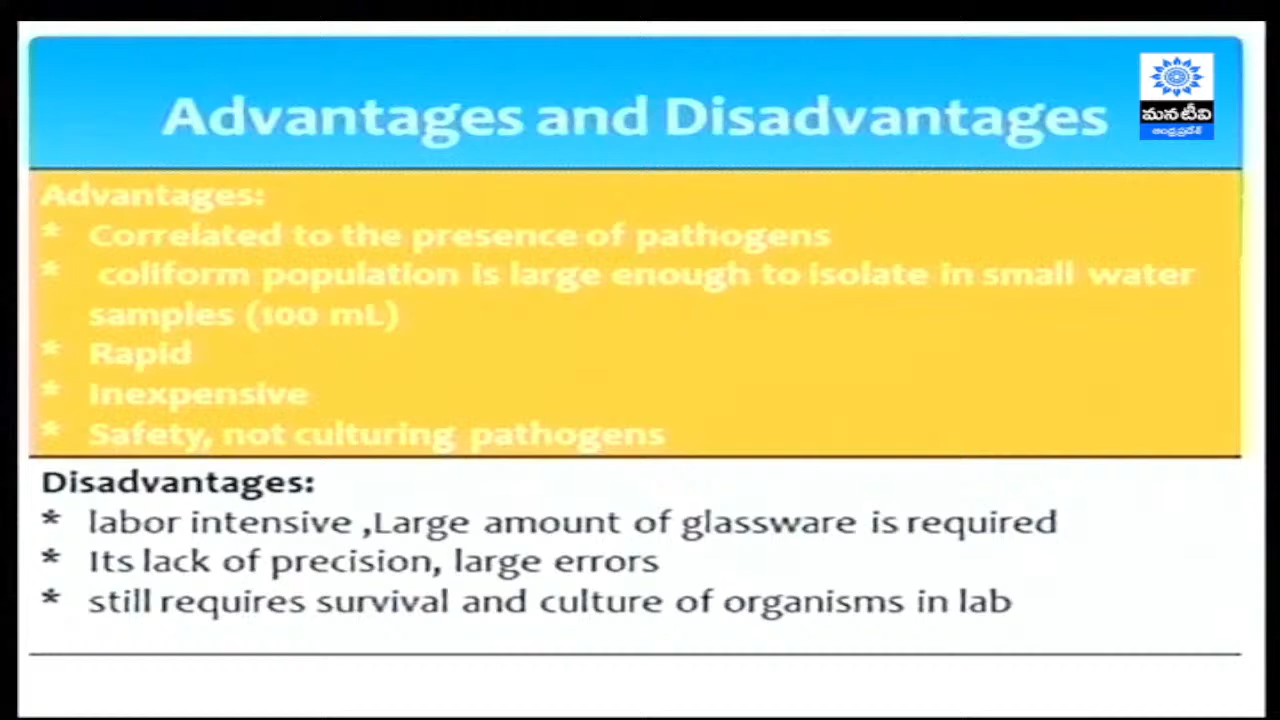 Advantages and Disadvantages
మనటీవి
ఆంధ్రప్రదేశ్
Advantages:
* Correlated to the presence of pathogens
* coliform population is large enough to isolate in small water
samples (100 mL)
* Rapid
* Inexpensive
* Safety, not culturing pathogens
Disadvantages:
* labor intensive ,Large amount of glassware is required
* Its lack of precision, large errors
* still requires survival and culture of organisms in lab